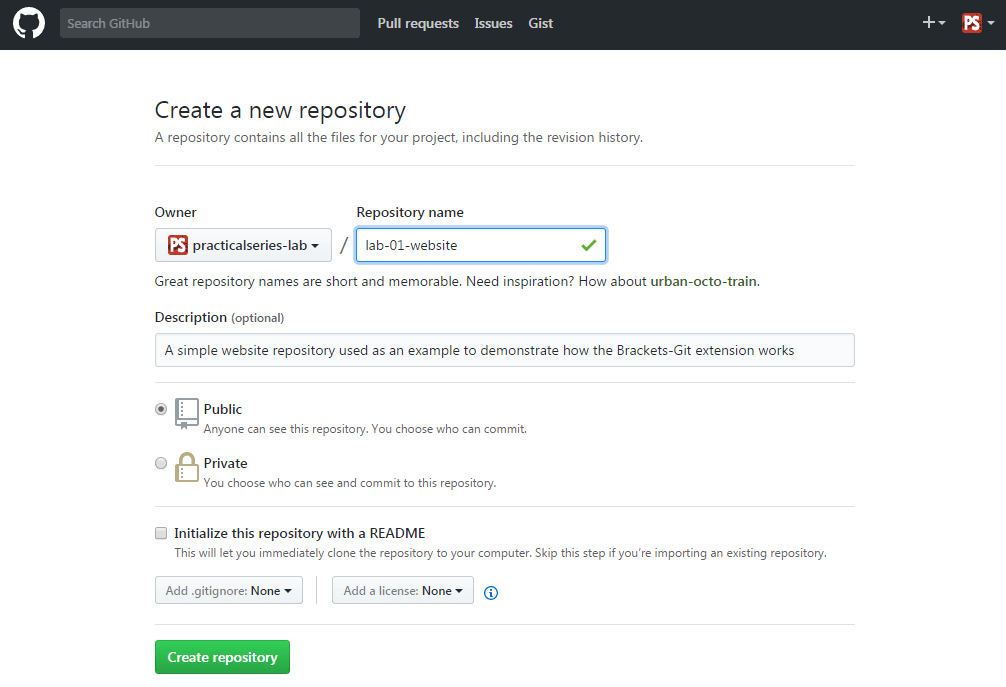 Search GitHub Pull requests Issues Gist
PS
Create a new repository
A repository contains all the files for your project, including the revision history.
Owner Repository name
PS practicalseries-lab / lab-01-website
Great repository names are short and memorable. Need inspiration? How about urban-octo-train.
Description (optional)
A simple website repository used as an example to demonstrate how the Brackets-Git extension works
Public
Anyone can see this repository. You choose who can commit.
Private
You choose who can see and commit to this repository.
Initialize this repository with a README
This will let you immediately clone the repository to your computer. Skip this step if you’re importing an existing repository.
Add .gitignore: None Add a license: None
Create repository